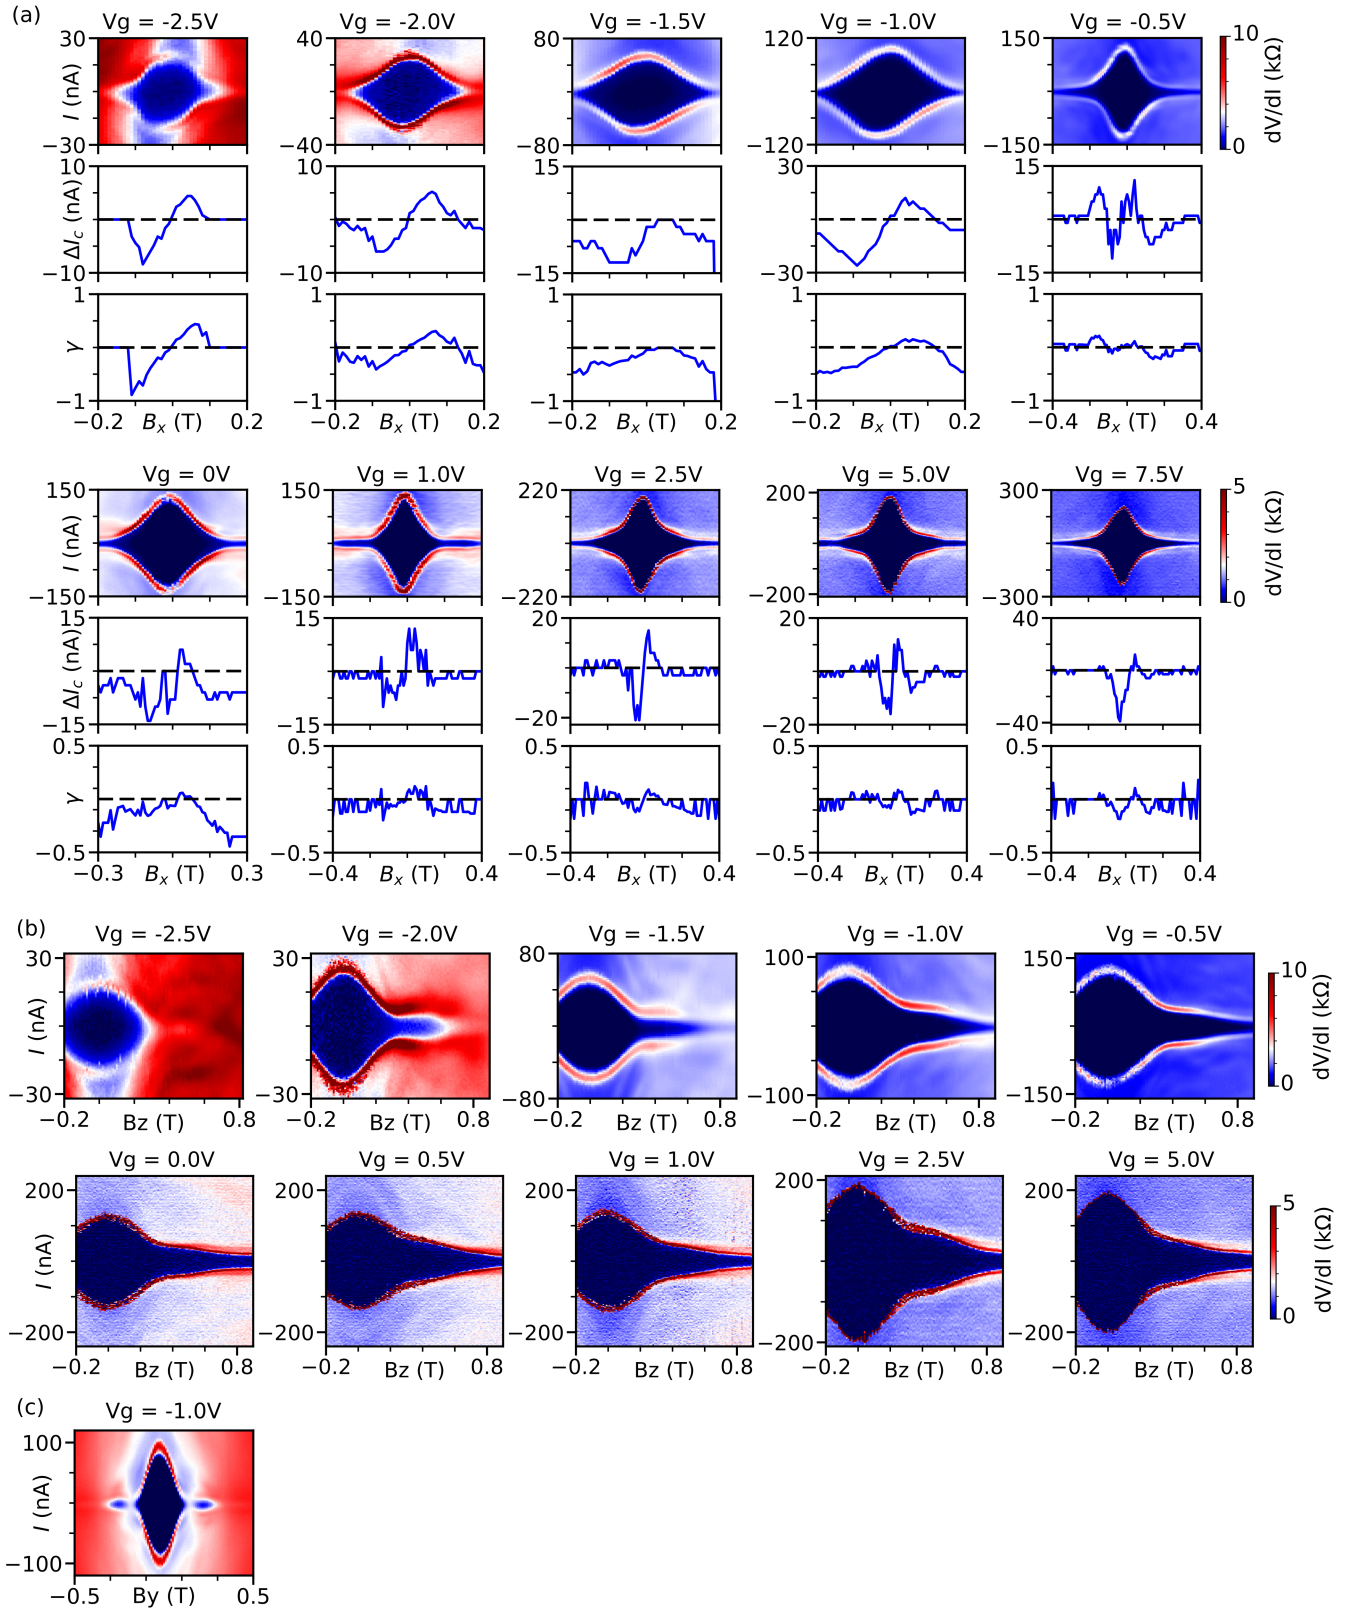 (a)
Vg = -2.5V Vg = -2.0V Vg = -1.5V Vg = -1.0V Vg = -0.5V
30 40 80 120 150 10
I (nA) dV/dI (kΩ)
−30 −40 −80 −120 −150 0
10 10 15 30 15
ΔI_c (nA)
−10 −10 −15 −30 −15
1 1 1 1 1
γ
−1 −1 −1 −1 −1
−0.2 B_x (T) 0.2 −0.2 B_x (T) 0.2 −0.2 B_x (T) 0.2 −0.2 B_x (T) 0.2 −0.4 B_x (T) 0.4
Vg = 0V Vg = 1.0V Vg = 2.5V Vg = 5.0V Vg = 7.5V
150 150 220 200 300 5
I (nA) dV/dI (kΩ)
−150 −150 −220 −200 −300 0
15 15 20 20 40
ΔI_c (nA)
−15 −15 −20 −20 −40
0.5 0.5 0.5 0.5 0.5
γ
−0.5 −0.5 −0.5 −0.5 −0.5
−0.3 B_x (T) 0.3 −0.4 B_x (T) 0.4 −0.4 B_x (T) 0.4 −0.4 B_x (T) 0.4 −0.4 B_x (T) 0.4
(b)
Vg = -2.5V Vg = -2.0V Vg = -1.5V Vg = -1.0V Vg = -0.5V
30 30 80 100 150 10
I (nA) dV/dI (kΩ)
−30 −30 −80 −100 −150 0
−0.2 Bz (T) 0.8 −0.2 Bz (T) 0.8 −0.2 Bz (T) 0.8 −0.2 Bz (T) 0.8 −0.2 Bz (T) 0.8
Vg = 0.0V Vg = 0.5V Vg = 1.0V Vg = 2.5V Vg = 5.0V
200 200 200 200 200 5
I (nA) dV/dI (kΩ)
−200 −200 −200 −200 −200 0
−0.2 Bz (T) 0.8 −0.2 Bz (T) 0.8 −0.2 Bz (T) 0.8 −0.2 Bz (T) 0.8 −0.2 Bz (T) 0.8
(c)
Vg = -1.0V
100
I (nA)
−100
−0.5 By (T) 0.5